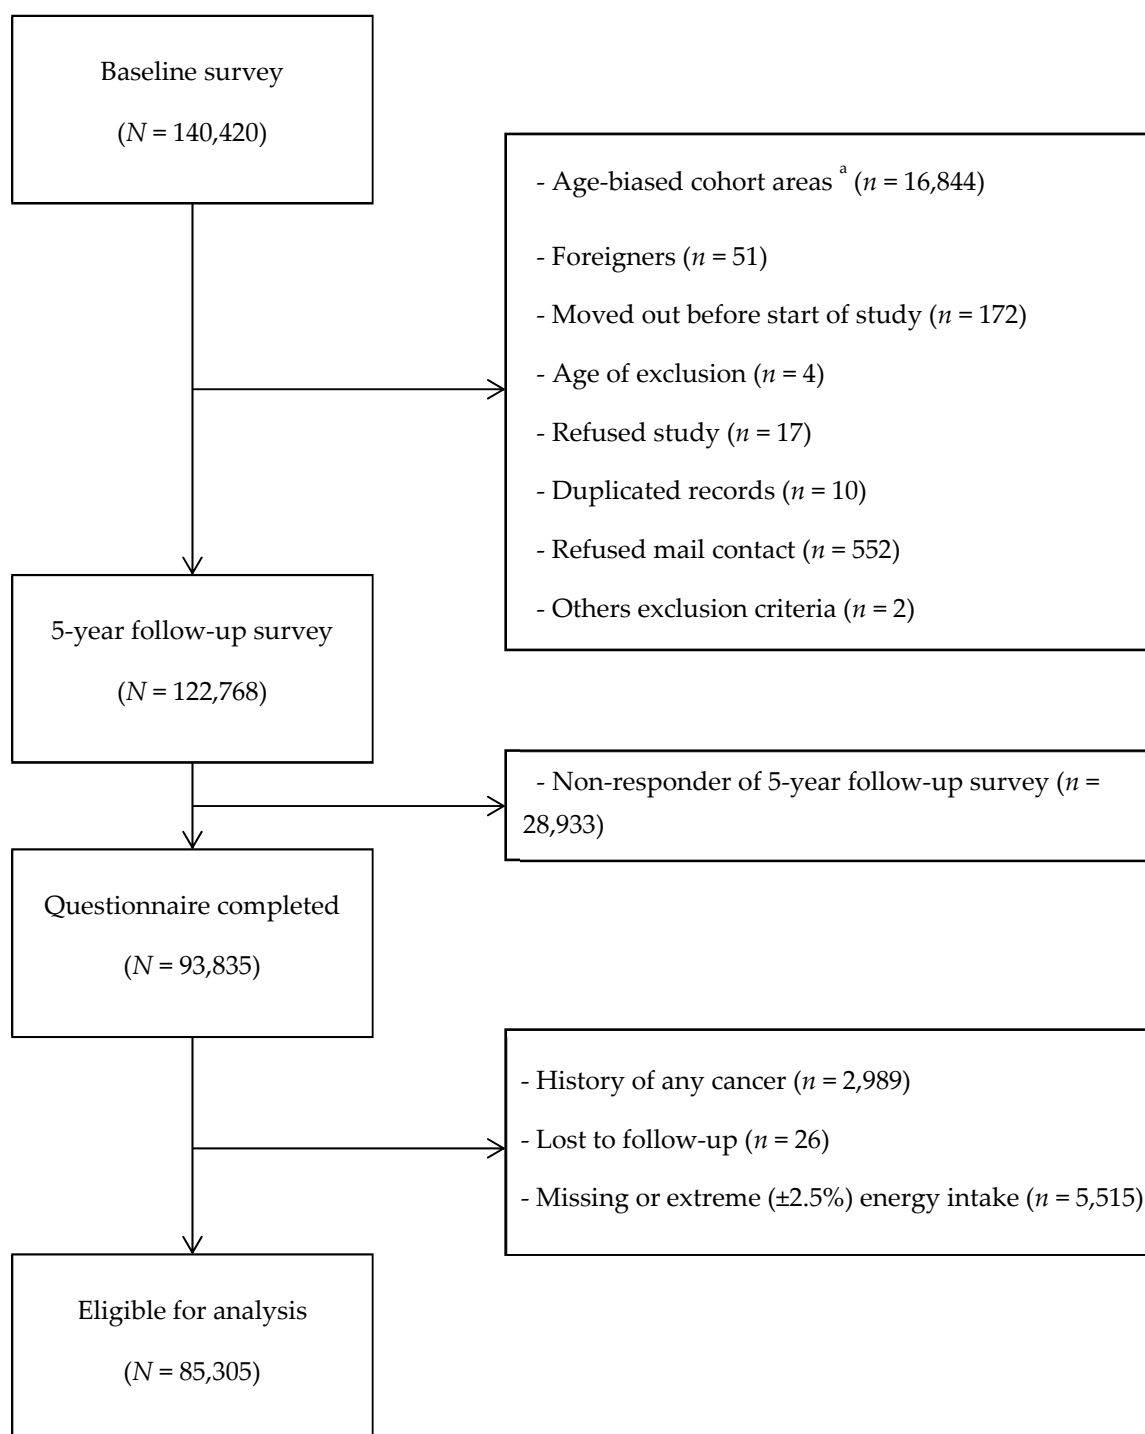 Baseline survey
(N = 140,420)
- Age-biased cohort areas a (n = 16,844)
- Foreigners (n = 51)
- Moved out before start of study (n = 172)
- Age of exclusion (n = 4)
- Refused study (n = 17)
- Duplicated records (n = 10)
- Refused mail contact (n = 552)
- Others exclusion criteria (n = 2)
5-year follow-up survey
(N = 122,768)
- Non-responder of 5-year follow-up survey (n =
28,933)
Questionnaire completed
(N = 93,835)
- History of any cancer (n = 2,989)
- Lost to follow-up (n = 26)
- Missing or extreme (±2.5%) energy intake (n = 5,515)
Eligible for analysis
(N = 85,305)